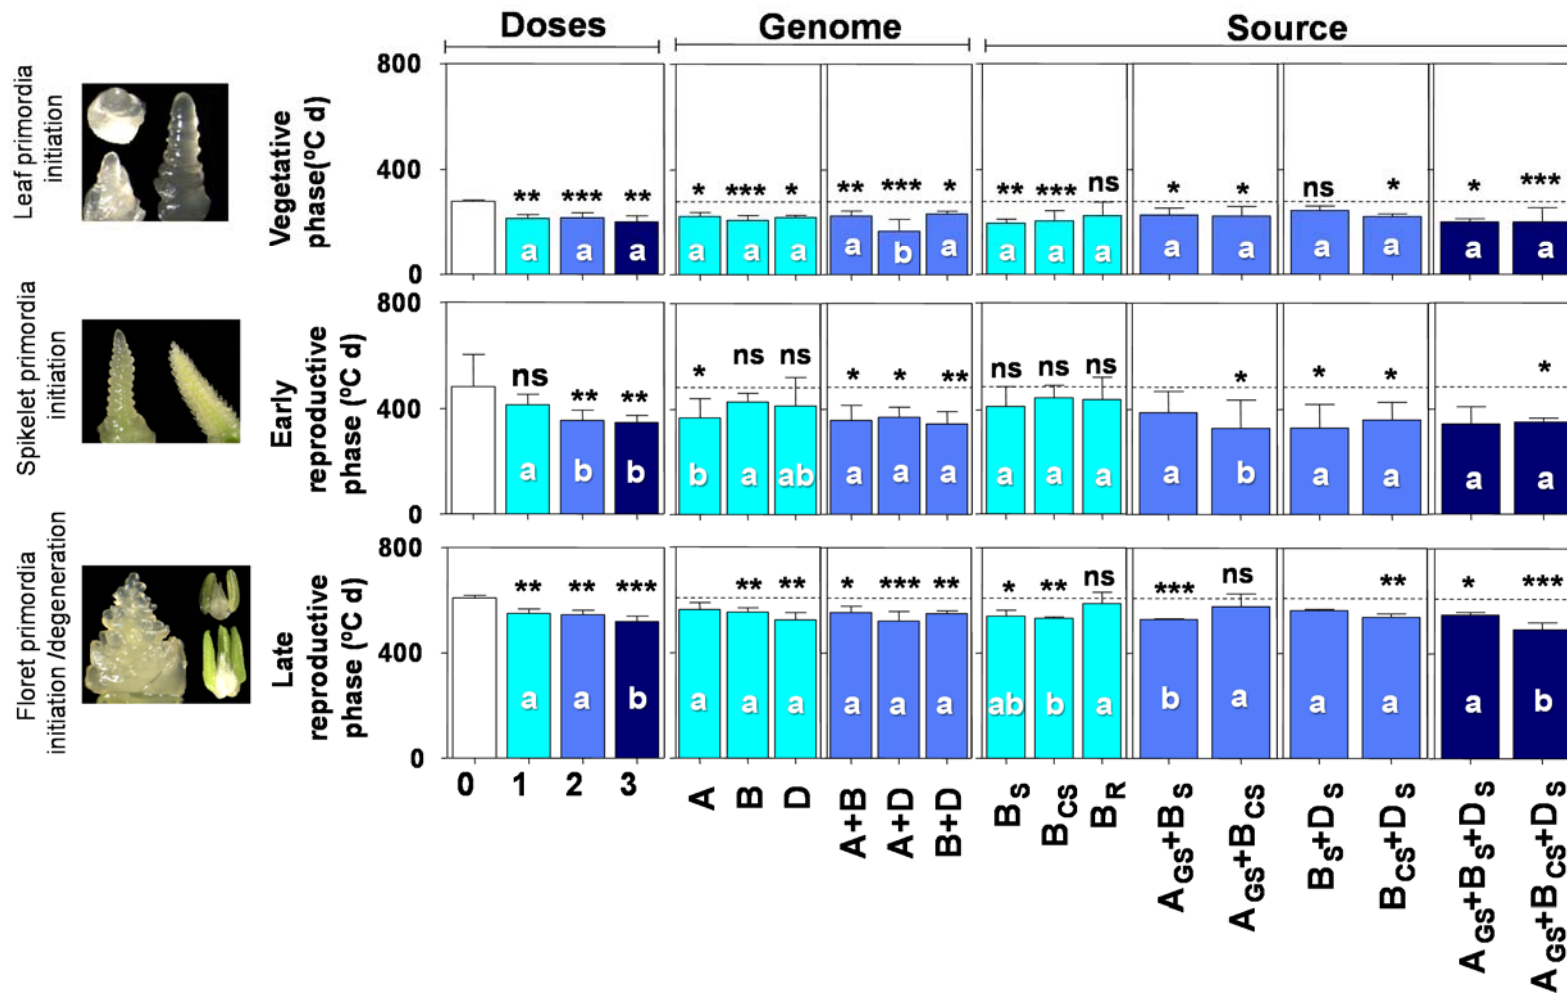 Doses Genome Source
Leaf primordia
initiation
Vegetative
phase(ºC d)
800
400
0
** *** ** * *** * ** *** * ** *** ns * * ns * * ***
a a a a a a a b a a a a a a a a a a
Spikelet primordia
initiation
Early
reproductive
phase (ºC d)
800
400
0
ns ** ** * ns ns * * ** ns ns ns * * * *
a b b b a ab a a a a a a a b a a a a
Floret primordia
initiation /degeneration
Late
reproductive
phase (ºC d)
800
400
0
** ** *** ** ** * *** ** * ** ns *** ns ** * ***
a a b a a a a a a ab b a b a a a a b
0 1 2 3
A B D
A+B A+D B+D
BS BCS BR
AGS+BS AGS+BCS
BS+DS BCS+DS
AGS+BS+DS AGS+BCS+DS